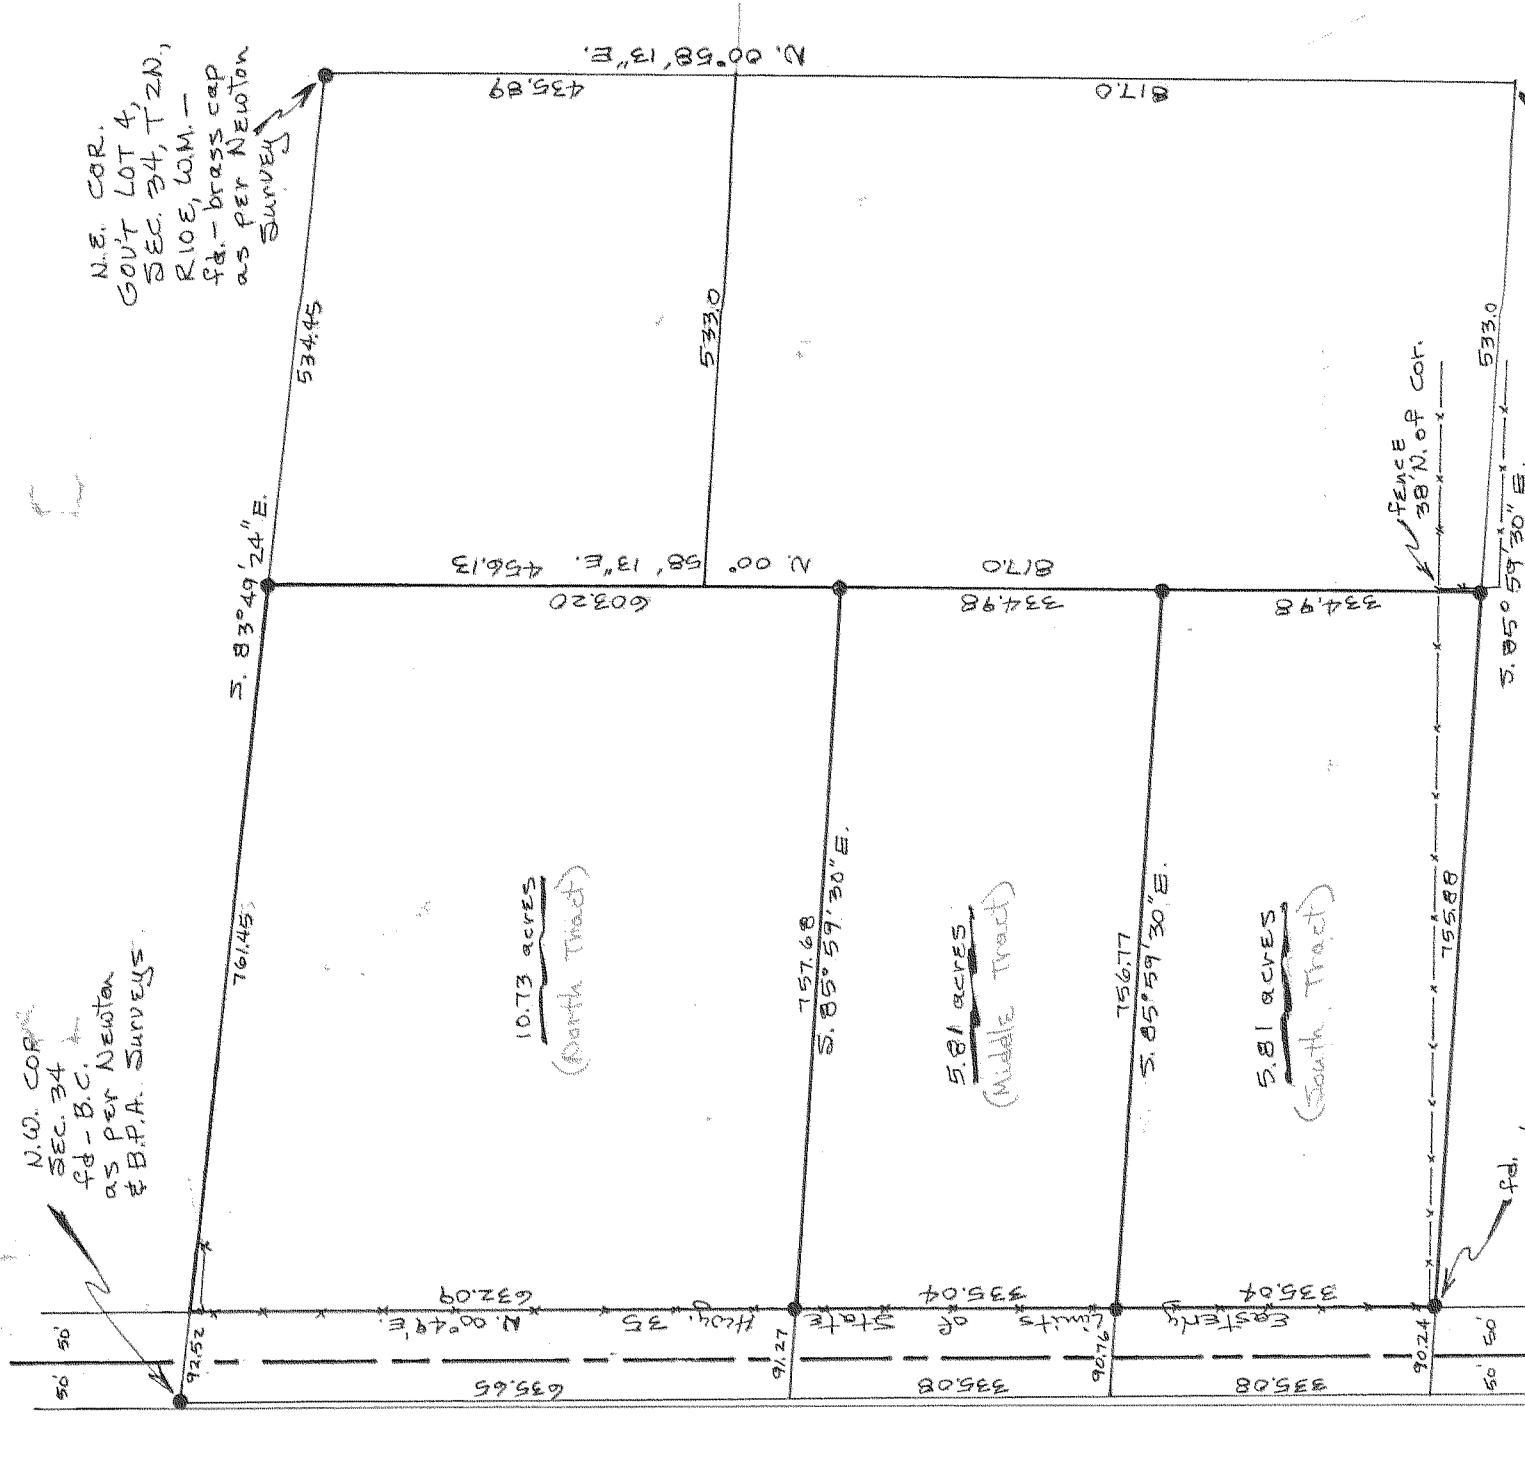 N.E. COR.
GOV'T LOT 4,
SEC. 34, T 2N.,
R10E, W.M. —
fd.-brass cap
as per Newton
Survey
N. 00° 58' 13" E.
435.89
817.0
534.45
533.0
533.0
S. 83° 49' 24" E.
456.13
N. 00° 58' 13" E.
817.0
603.20
334.98
334.98
fence
38' N. of Cor.
S. 85° 59' 30" E.
761.45
10.73 acres
(North Tract)
757.68
S. 85° 59' 30" E.
5.81 acres
(Middle Tract)
756.77
S. 85° 59' 30" E.
5.81 acres
(South Tract)
755.88
N.W. COR.
SEC. 34
fd - B.C.
as per Newton
& B.P.A. Surveys
fd.
632.09
335.04
335.04
N. 00° 49' E.
Easterly Limits of State Hwy. 35
50'
50'
92.52
91.27
90.76
90.24
50'
50'
635.65
335.08
335.08